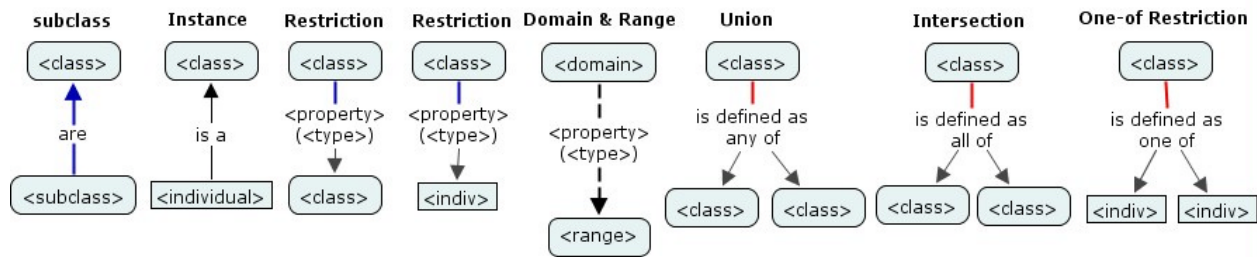 subclass
<class>
are
<subclass>
Instance
<class>
is a
<individual>
Restriction
<class>
<property>
(<type>)
<class>
Restriction
<class>
<property>
(<type>)
<indiv>
Domain & Range
<domain>
<property>
(<type>)
<range>
Union
<class>
is defined as
any of
<class> <class>
Intersection
<class>
is defined as
all of
<class> <class>
One-of Restriction
<class>
is defined as
one of
<indiv> <indiv>